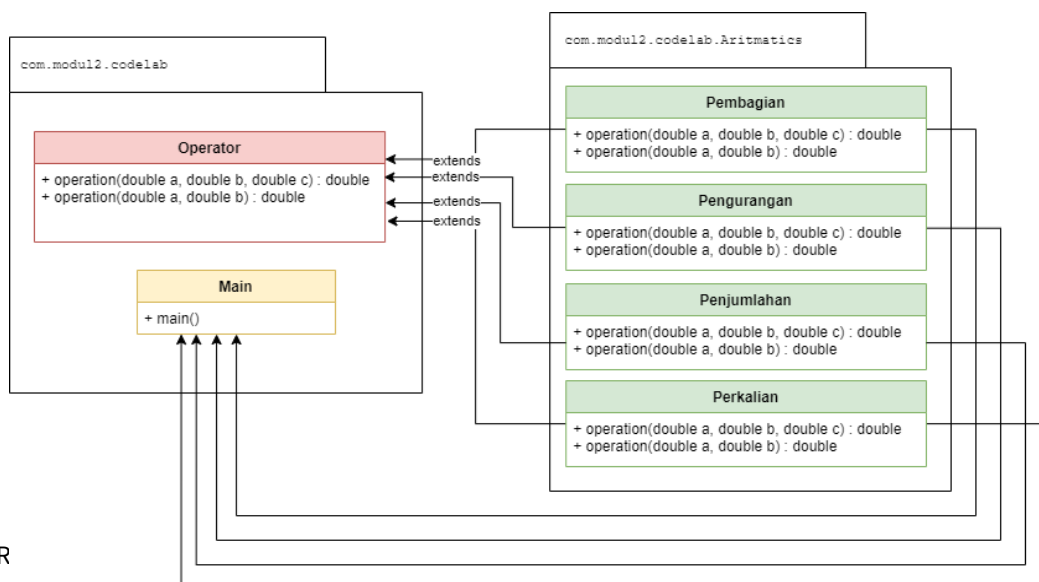 com.modul2.codelab
Operator
+ operation(double a, double b, double c) : double
+ operation(double a, double b) : double
Main
+ main()
extends
extends
extends
extends
com.modul2.codelab.Aritmatics
Pembagian
+ operation(double a, double b, double c) : double
+ operation(double a, double b) : double
Pengurangan
+ operation(double a, double b, double c) : double
+ operation(double a, double b) : double
Penjumlahan
+ operation(double a, double b, double c) : double
+ operation(double a, double b) : double
Perkalian
+ operation(double a, double b, double c) : double
+ operation(double a, double b) : double
R